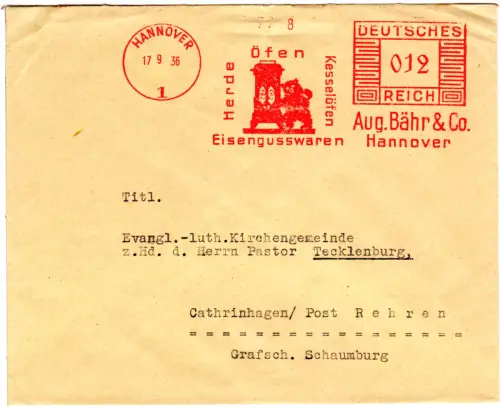 77 8
HANNOVER
17 9 36
1
Öfen
Herde
Kesselöfen
Eisengusswaren
DEUTSCHES
012
REICH
Aug. Bähr & Co.
Hannover
Titl.
Evangl.-luth.Kirchengemeinde
z.Hd. d. Herrn Pastor Tecklenburg,
Cathrinhagen/ Post R e h r e n
= = = = = = = = = = = = = = = = =
Grafsch. Schaumburg